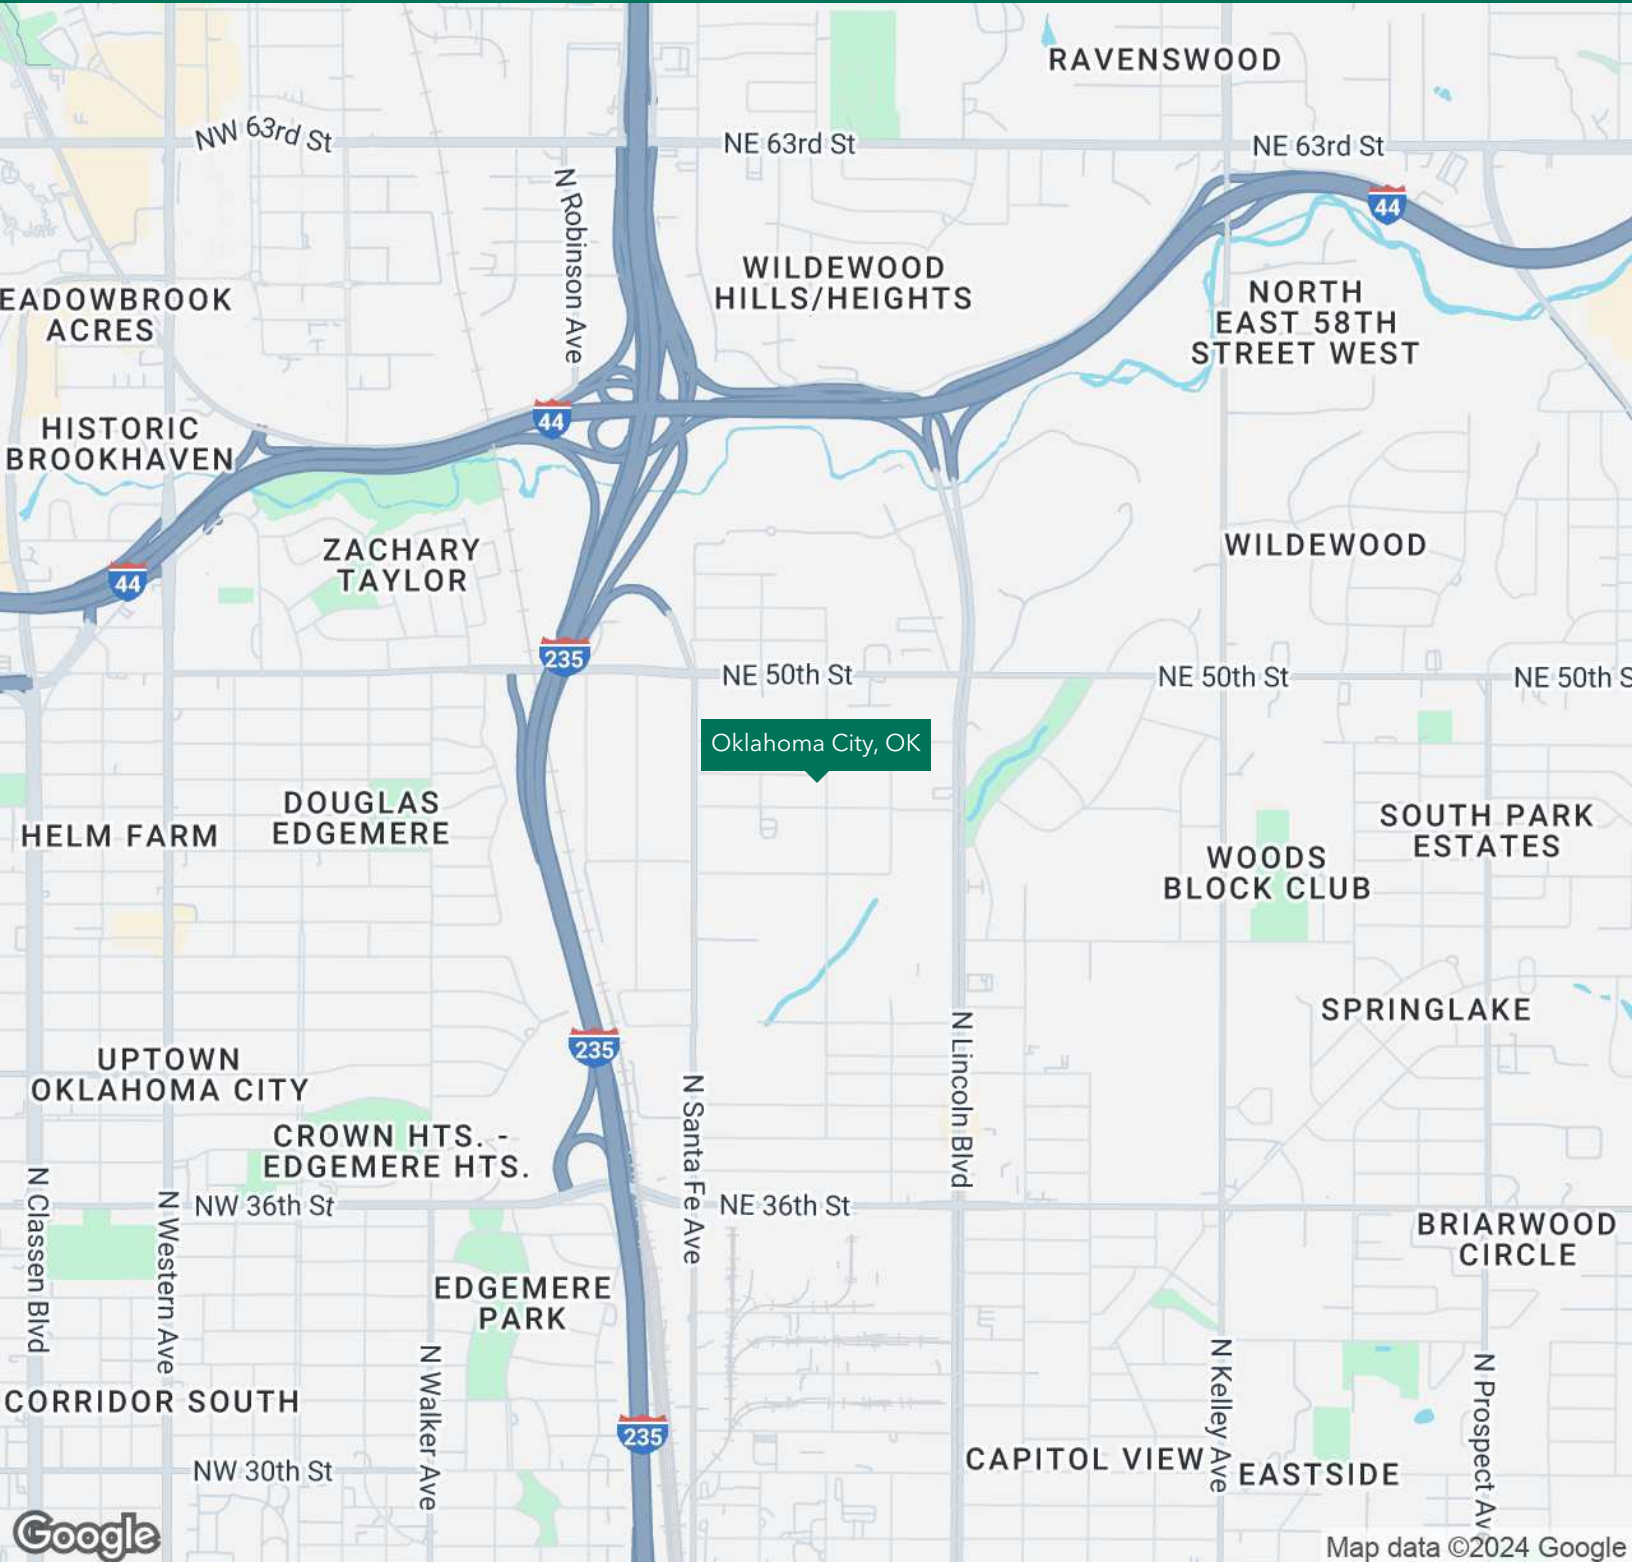 RAVENSWOOD
NW 63rd St
NE 63rd St
NE 63rd St
N Robinson Ave
44
WILDEWOOD
HILLS/HEIGHTS
EADOWBROOK
ACRES
NORTH
EAST 58TH
STREET WEST
44
HISTORIC
BROOKHAVEN
ZACHARY
TAYLOR
WILDEWOOD
44
235
NE 50th St
NE 50th St
NE 50th S
Oklahoma City, OK
DOUGLAS
EDGEMERE
HELM FARM
SOUTH PARK
ESTATES
WOODS
BLOCK CLUB
SPRINGLAKE
235
UPTOWN
OKLAHOMA CITY
N Lincoln Blvd
N Santa Fe Ave
CROWN HTS. -
EDGEMERE HTS.
N Classen Blvd
N Western Ave
NW 36th St
NE 36th St
BRIARWOOD
CIRCLE
EDGEMERE
PARK
N Walker Ave
N Kelley Ave
N Prospect Av
CORRIDOR SOUTH
235
CAPITOL VIEW
EASTSIDE
NW 30th St
Google
Map data ©2024 Google